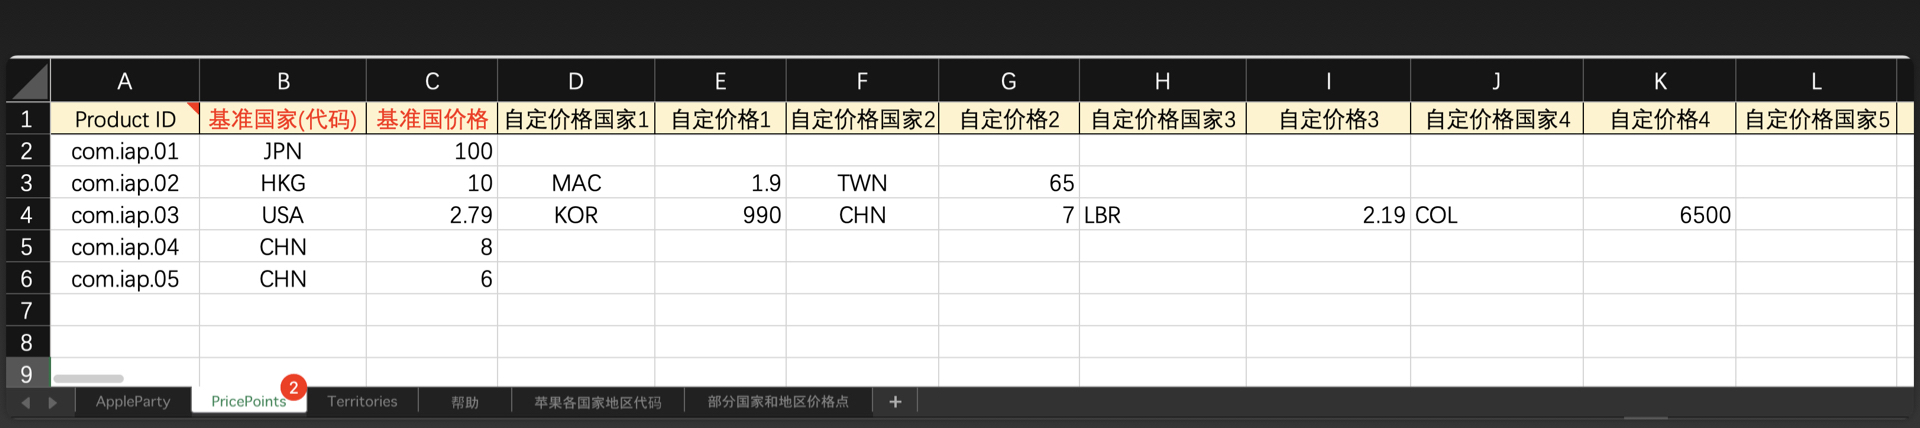 A B C D E F G H I J K L
1 Product ID 基准国家(代码) 基准国价格 自定价格国家1 自定价格1 自定价格国家2 自定价格2 自定价格国家3 自定价格3 自定价格国家4 自定价格4 自定价格国家5
2 com.iap.01 JPN 100
3 com.iap.02 HKG 10 MAC 1.9 TWN 65
4 com.iap.03 USA 2.79 KOR 990 CHN 7 LBR 2.19 COL 6500
5 com.iap.04 CHN 8
6 com.iap.05 CHN 6
7
8
9
AppleParty PricePoints 2 Territories 帮助 苹果各国家地区代码 部分国家和地区价格点 +